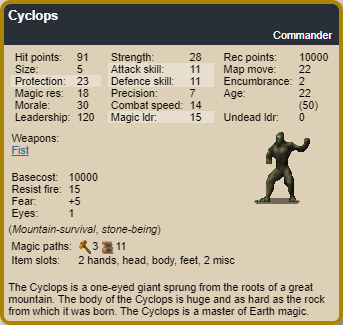 Cyclops
Commander
Hit points: 91 Strength: 28 Rec points: 10000
Size: 5 Attack skill: 11 Map move: 22
Protection: 23 Defence skill: 11 Encumbrance: 2
Magic res: 18 Precision: 7 Age: 22
Morale: 30 Combat speed: 14 (50)
Leadership: 120 Magic ldr: 15 Undead ldr: 0
Weapons:
Fist
Basecost: 10000
Resist fire: 15
Fear: +5
Eyes: 1
(Mountain-survival, stone-being)
Magic paths: 3 11
Item slots: 2 hands, head, body, feet, 2 misc
The Cyclops is a one-eyed giant sprung from the roots of a great
mountain. The body of the Cyclops is huge and as hard as the rock
from which it was born. The Cyclops is a master of Earth magic.